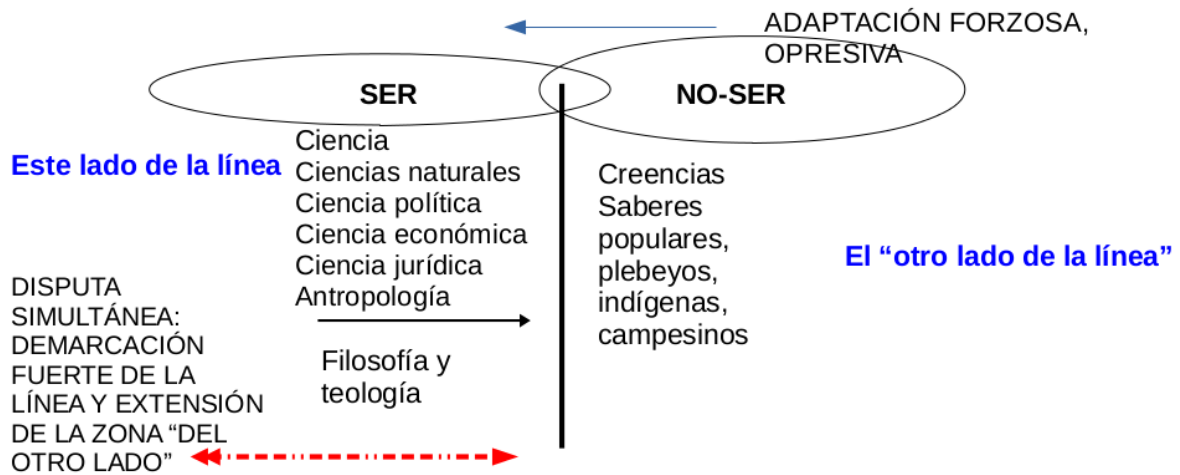 ADAPTACIÓN FORZOSA,
OPRESIVA
SER
NO-SER
Este lado de la línea
Ciencia
Ciencias naturales
Ciencia política
Ciencia económica
Ciencia jurídica
Antropología
Filosofía y
teología
Creencias
Saberes
populares,
plebeyos,
indígenas,
campesinos
El “otro lado de la línea”
DISPUTA
SIMULTÁNEA:
DEMARCACIÓN
FUERTE DE LA
LÍNEA Y EXTENSIÓN
DE LA ZONA “DEL
OTRO LADO”